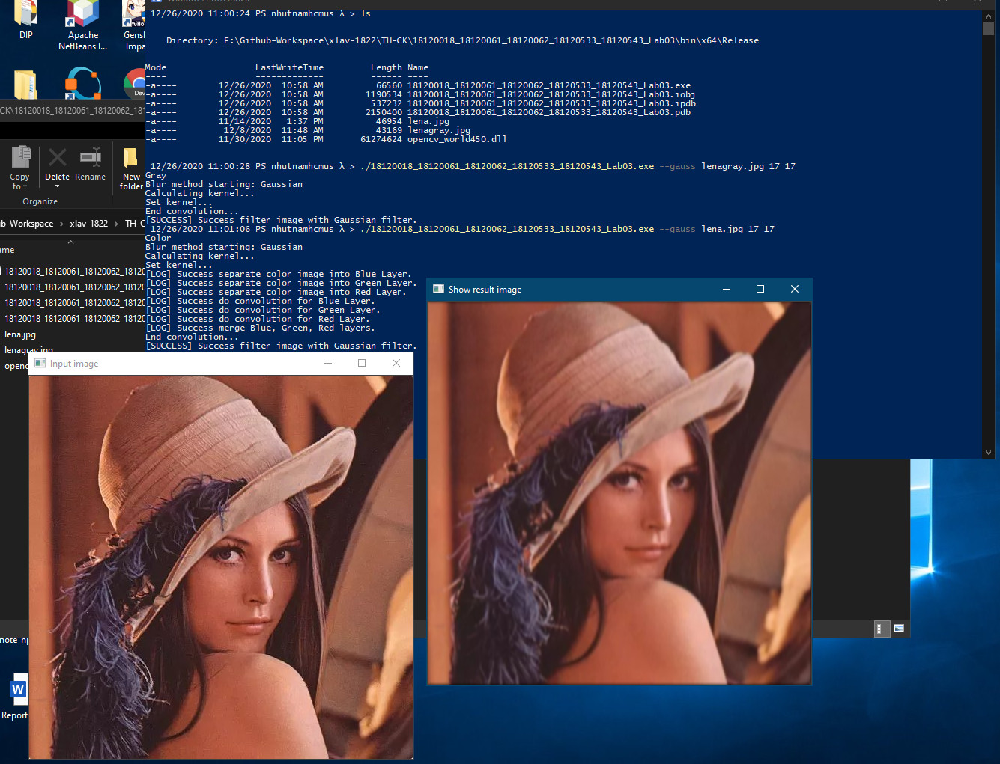 DIP
Apache
NetBeans I...
Gensl
Impa
Dev
Windows PowerShell
12/26/2020 11:00:24 PS nhutnamhcmus λ > ls
Directory: E:\Github-Workspace\xlav-1822\TH-CK\18120018_18120061_18120062_18120533_18120543_Lab03\bin\x64\Release
Mode LastWriteTime Length Name
---- ------------- ------ ----
-a---- 12/26/2020 10:58 AM 66560 18120018_18120061_18120062_18120533_18120543_Lab03.exe
-a---- 12/26/2020 10:58 AM 1190534 18120018_18120061_18120062_18120533_18120543_Lab03.iobj
-a---- 12/26/2020 10:58 AM 537232 18120018_18120061_18120062_18120533_18120543_Lab03.ipdb
-a---- 12/26/2020 10:58 AM 2150400 18120018_18120061_18120062_18120533_18120543_Lab03.pdb
-a---- 11/14/2020 1:37 PM 46954 lena.jpg
-a---- 12/8/2020 11:48 AM 43169 lenagray.jpg
-a---- 11/30/2020 11:05 PM 61274624 opencv_world450.dll
12/26/2020 11:00:28 PS nhutnamhcmus λ > ./18120018_18120061_18120062_18120533_18120543_Lab03.exe --gauss lenagray.jpg 17 17
Gray
Blur method starting: Gaussian
Calculating kernel...
Set kernel...
End convolution...
[SUCCESS] Success filter image with Gaussian filter.
12/26/2020 11:01:06 PS nhutnamhcmus λ > ./18120018_18120061_18120062_18120533_18120543_Lab03.exe --gauss lena.jpg 17 17
Color
Blur method starting: Gaussian
Calculating kernel...
Set kernel...
[LOG] Success separate color image into Blue Layer.
[LOG] Success separate color image into Green Layer.
[LOG] Success separate color image into Red Layer.
[LOG] Success do convolution for Blue Layer.
[LOG] Success do convolution for Green Layer.
[LOG] Success do convolution for Red Layer.
[LOG] Success merge Blue, Green, Red layers.
End convolution...
[SUCCESS] Success filter image with Gaussian filter.
CK\18120018_18120061_18120062_181
Copy
to
Delete
Rename
New
folder
Organize
b-Workspace > xlav-1822 > TH-C
me
18120018_18120061_18120062_18120
18120018_18120061_18120062_18120
18120018_18120061_18120062_18120
18120018_18120061_18120062_18120
lena.jpg
lenagray.jpg
openc
Input image
Show result image
note_np
W
Report